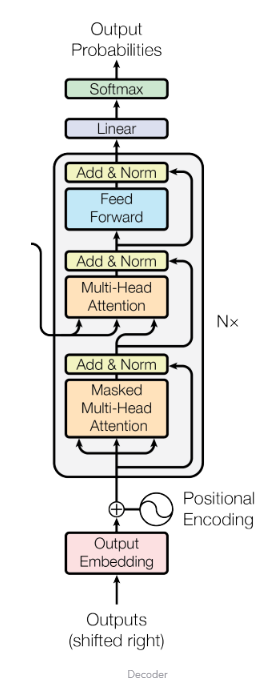 Output
Probabilities
Softmax
Linear
Add & Norm
Feed
Forward
Add & Norm
Multi-Head
Attention
N×
Add & Norm
Masked
Multi-Head
Attention
Positional
Encoding
Output
Embedding
Outputs
(shifted right)
Decoder